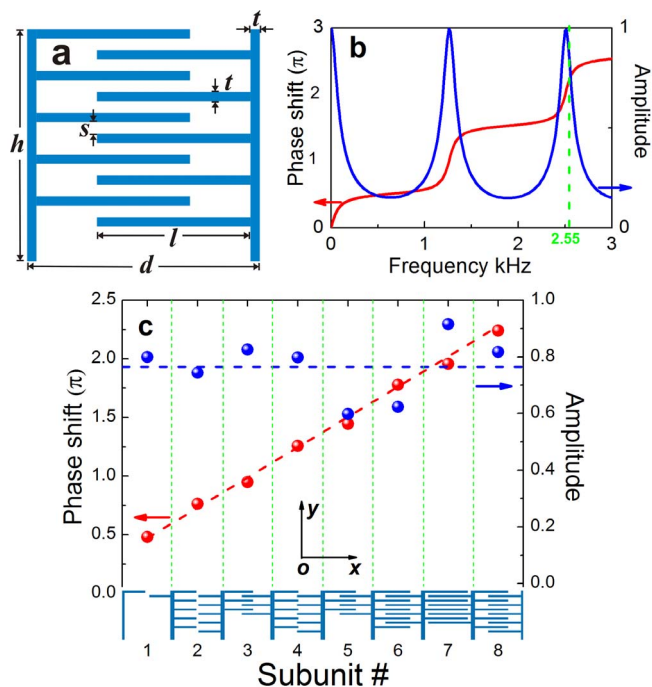 a
t
t
h
s
l
d
b
3
2
1
0
Phase shift (π)
1
0
Amplitude
0 1 2 3
2.55
Frequency kHz
c
2.5
2.0
1.5
1.0
0.5
0.0
Phase shift (π)
1.0
0.8
0.6
0.4
0.2
0.0
Amplitude
y
o x
1 2 3 4 5 6 7 8
Subunit #